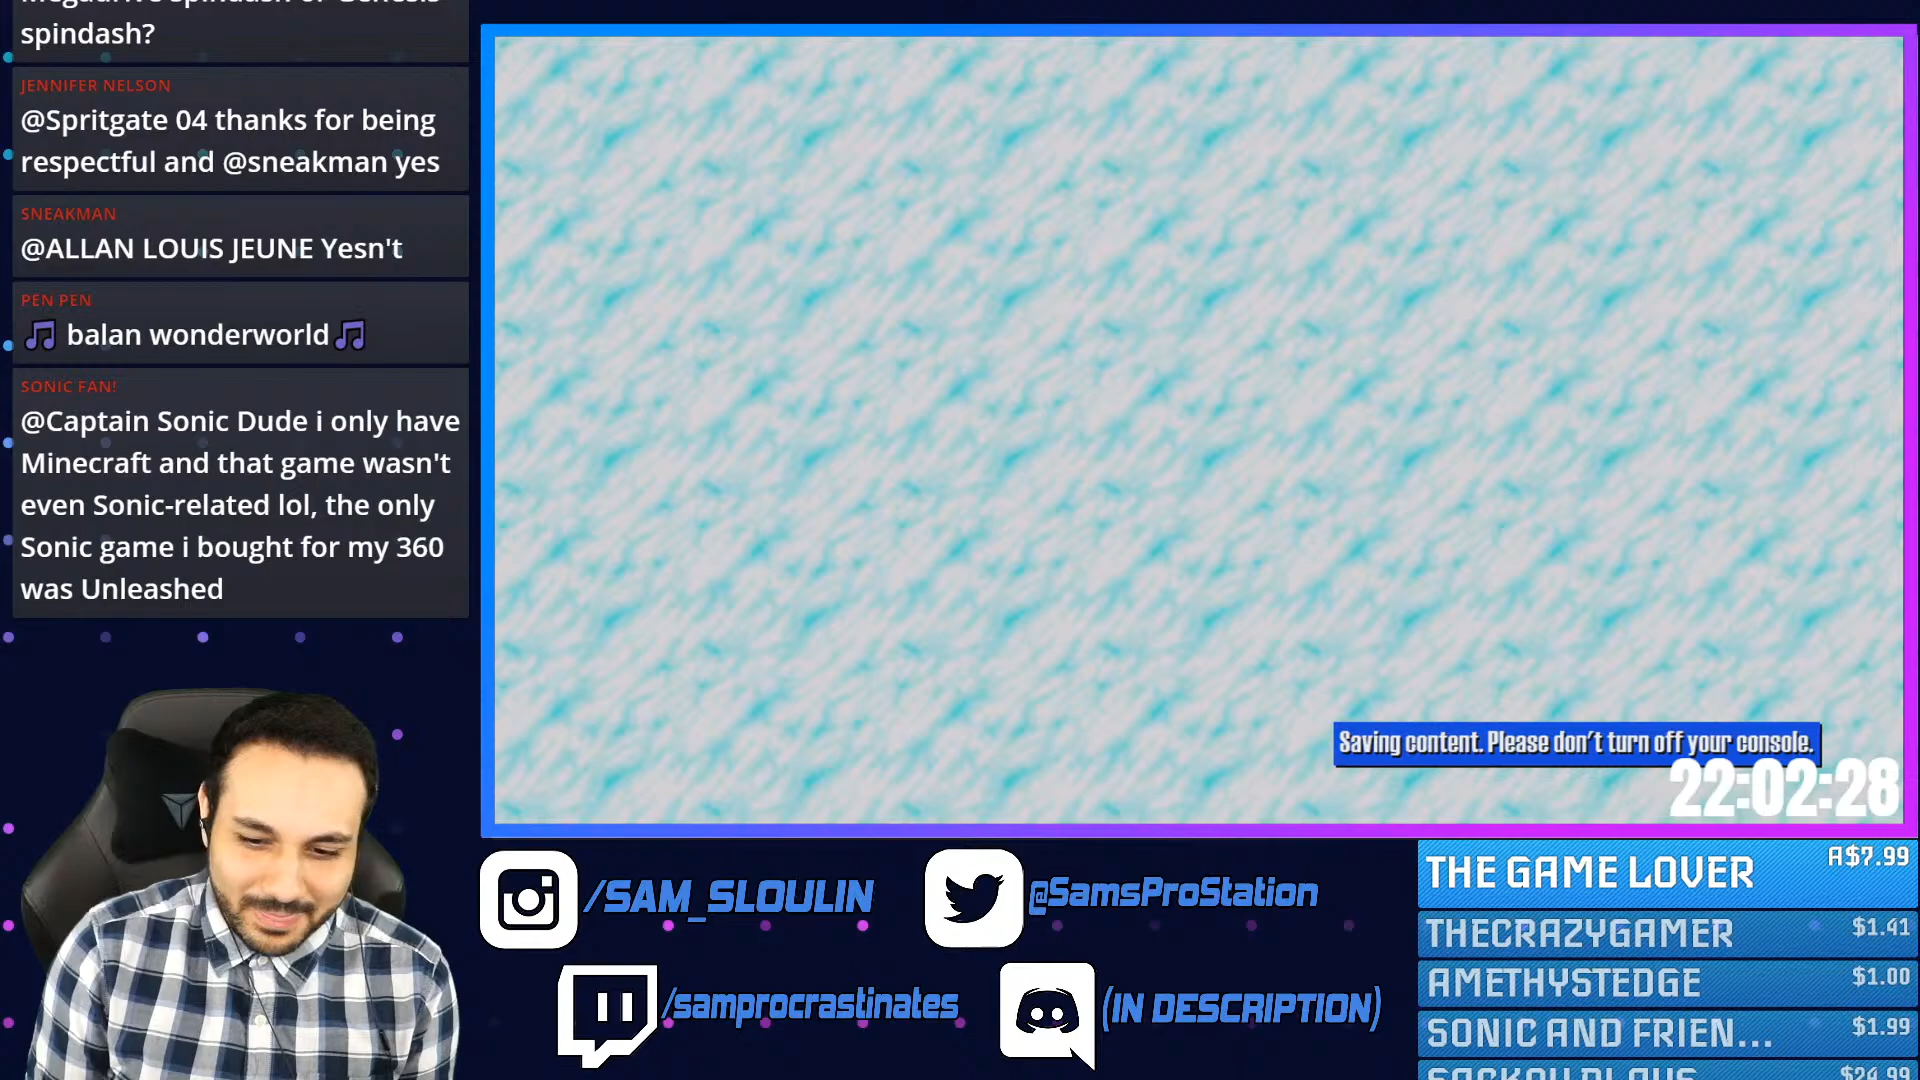 Megadrive spindash or Genesis
spindash?
JENNIFER NELSON
@Spritgate 04 thanks for being
respectful and @sneakman yes
SNEAKMAN
@ALLAN LOUIS JEUNE Yesn't
PEN PEN
🎵 balan wonderworld🎵
SONIC FAN!
@Captain Sonic Dude i only have
Minecraft and that game wasn't
even Sonic-related lol, the only
Sonic game i bought for my 360
was Unleashed
Saving content. Please don't turn off your console.
22:02:28
/SAM_SLOULIN
@SamsProStation
/samprocrastinates
(IN DESCRIPTION)
THE GAME LOVER A$7.99
THECRAZYGAMER $1.41
AMETHYSTEDGE $1.00
SONIC AND FRIEN... $1.99
$24.99